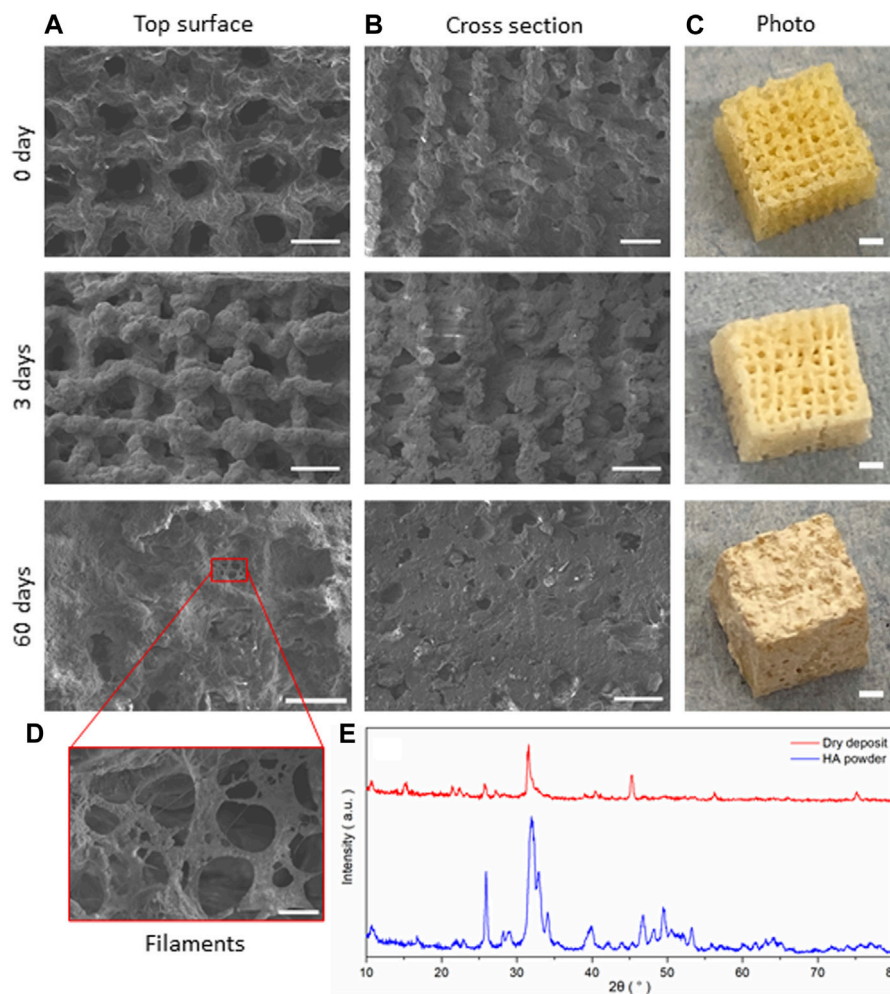 A Top surface
B Cross section
C Photo
0 day
3 days
60 days
D
Filaments
E
Dry deposit
HA powder
Intensity ( a.u. )
10 20 30 40 50 60 70 80
2θ ( ° )